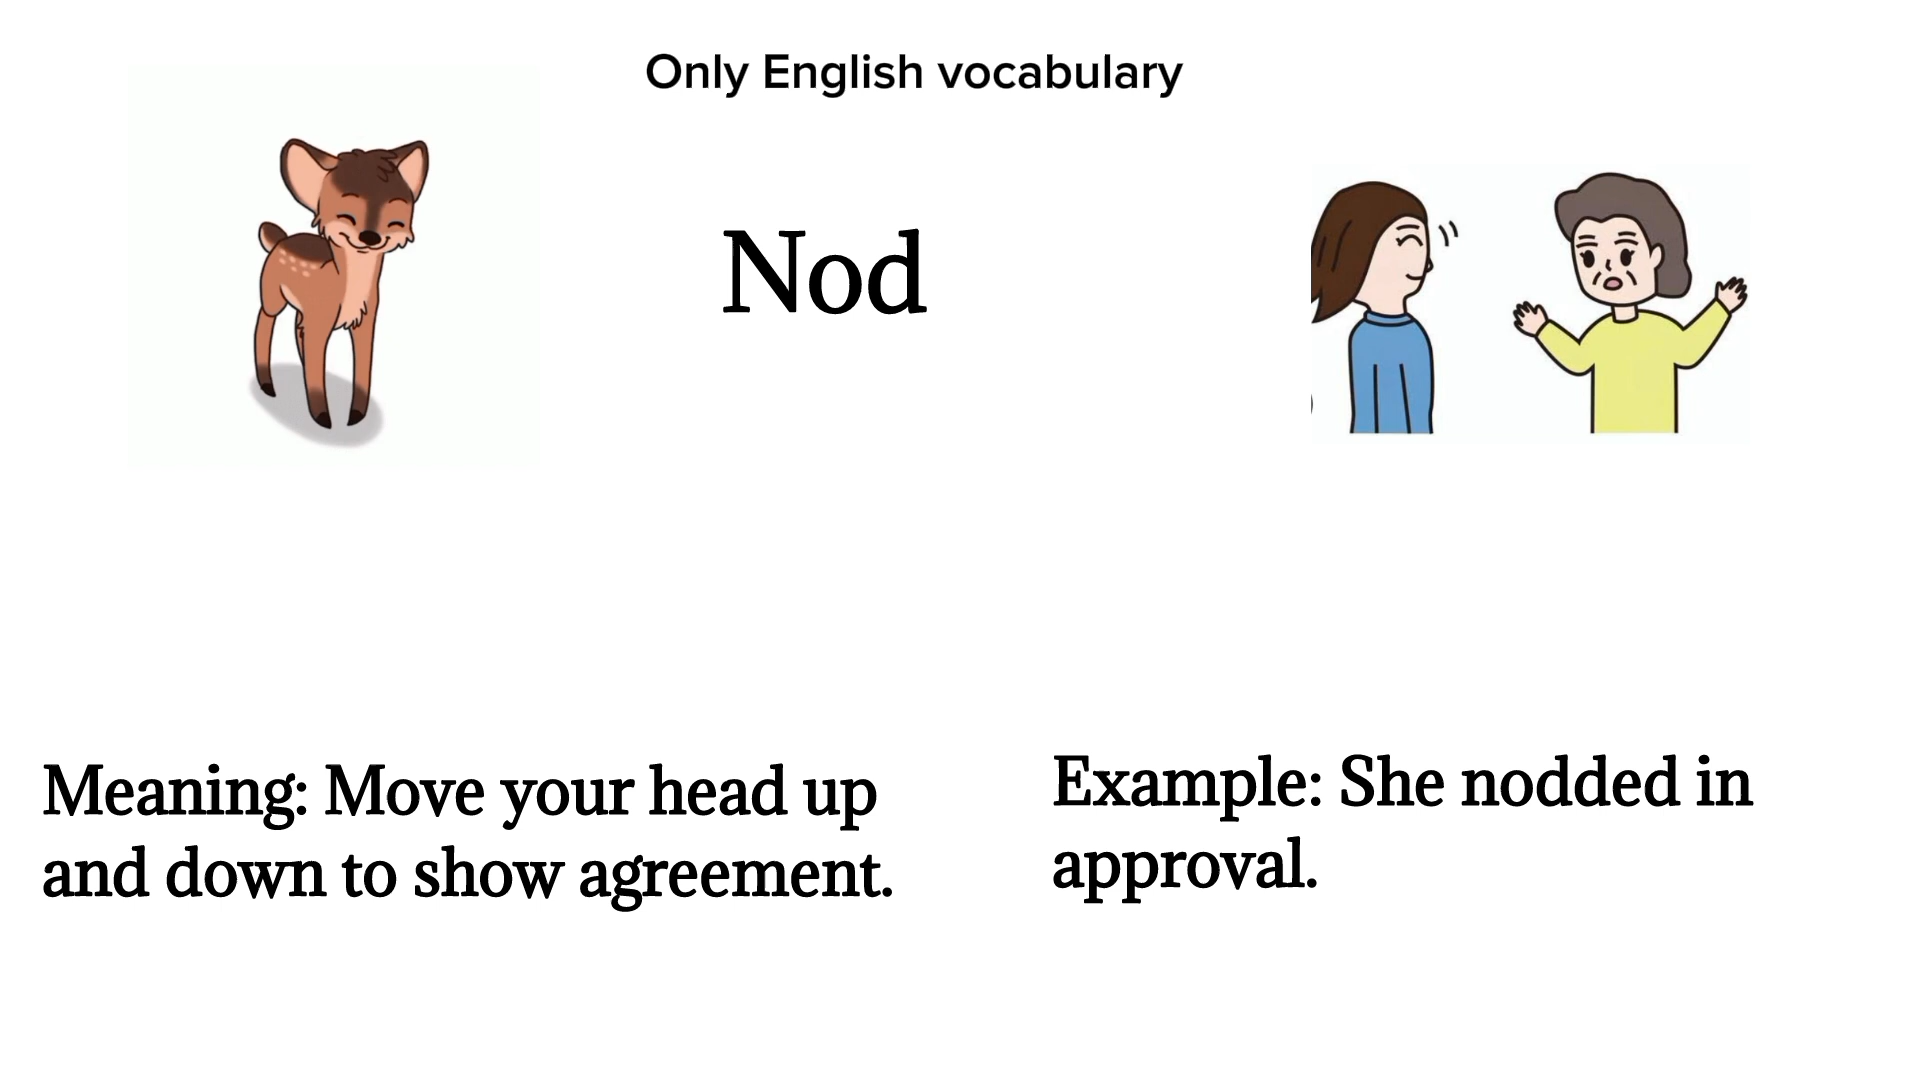 Only English vocabulary
Nod
Meaning: Move your head up
and down to show agreement.
Example: She nodded in
approval.